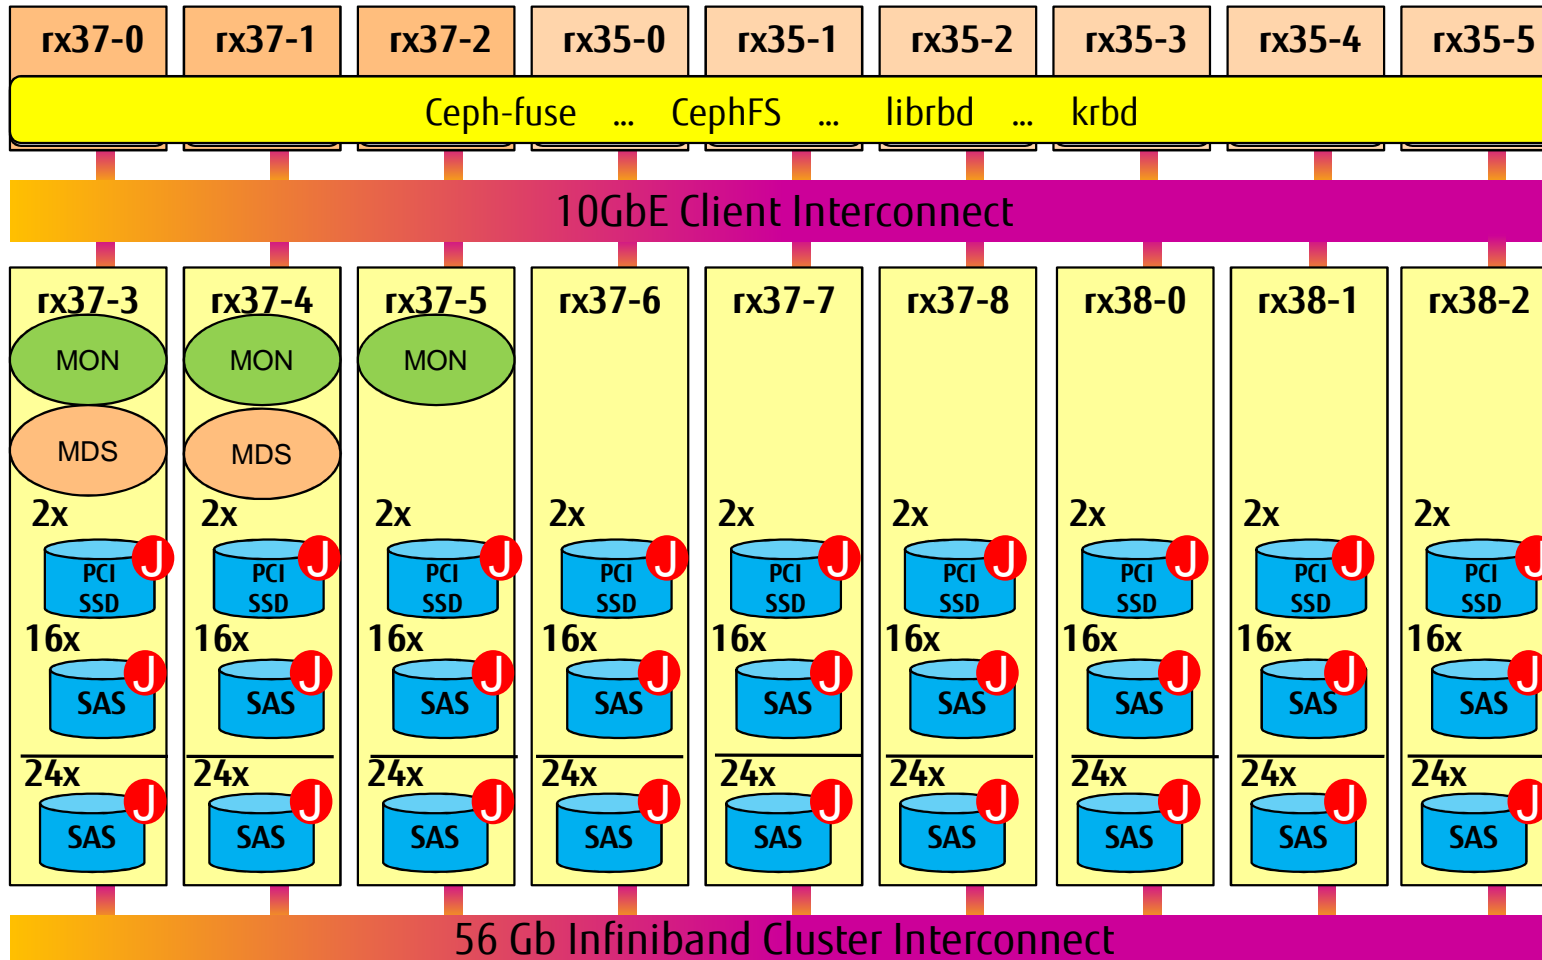 rx37-0 rx37-1 rx37-2 rx35-0 rx35-1 rx35-2 rx35-3 rx35-4 rx35-5
Ceph-fuse ... CephFS ... librbd ... krbd
10GbE Client Interconnect
rx37-3 rx37-4 rx37-5 rx37-6 rx37-7 rx37-8 rx38-0 rx38-1 rx38-2
MON MON MON
MDS MDS
2x 2x 2x 2x 2x 2x 2x 2x 2x
J J J J J J J J J
PCI PCI PCI PCI PCI PCI PCI PCI PCI
SSD SSD SSD SSD SSD SSD SSD SSD SSD
16x 16x 16x 16x 16x 16x 16x 16x 16x
J J J J J J J J J
SAS SAS SAS SAS SAS SAS SAS SAS SAS
24x 24x 24x 24x 24x 24x 24x 24x 24x
J J J J J J J J J
SAS SAS SAS SAS SAS SAS SAS SAS SAS
56 Gb Infiniband Cluster Interconnect